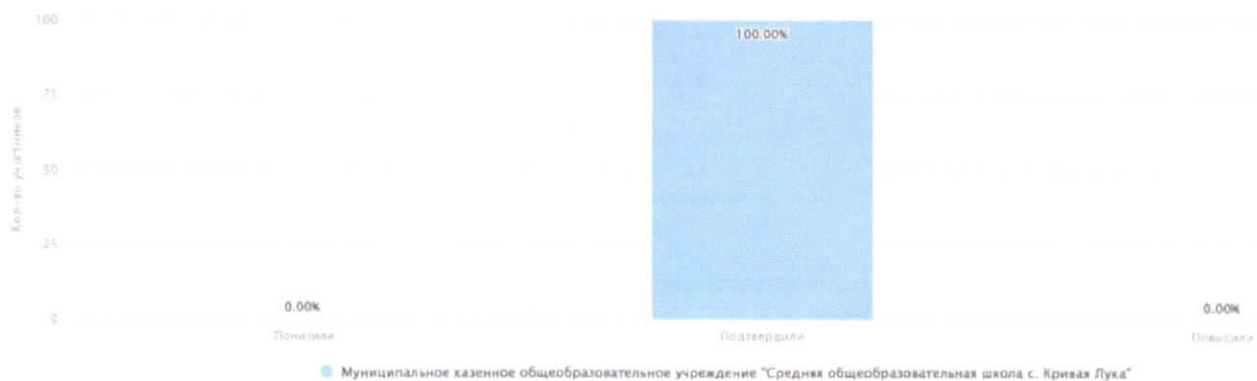 100
100.00%
75
Кол-во участников
50
25
0.00%
0.00%
0
Понизили
Подтвердили
Повысили
Муниципальное казенное общеобразовательное учреждение "Средняя общеобразовательная школа с. Кривая Лука"